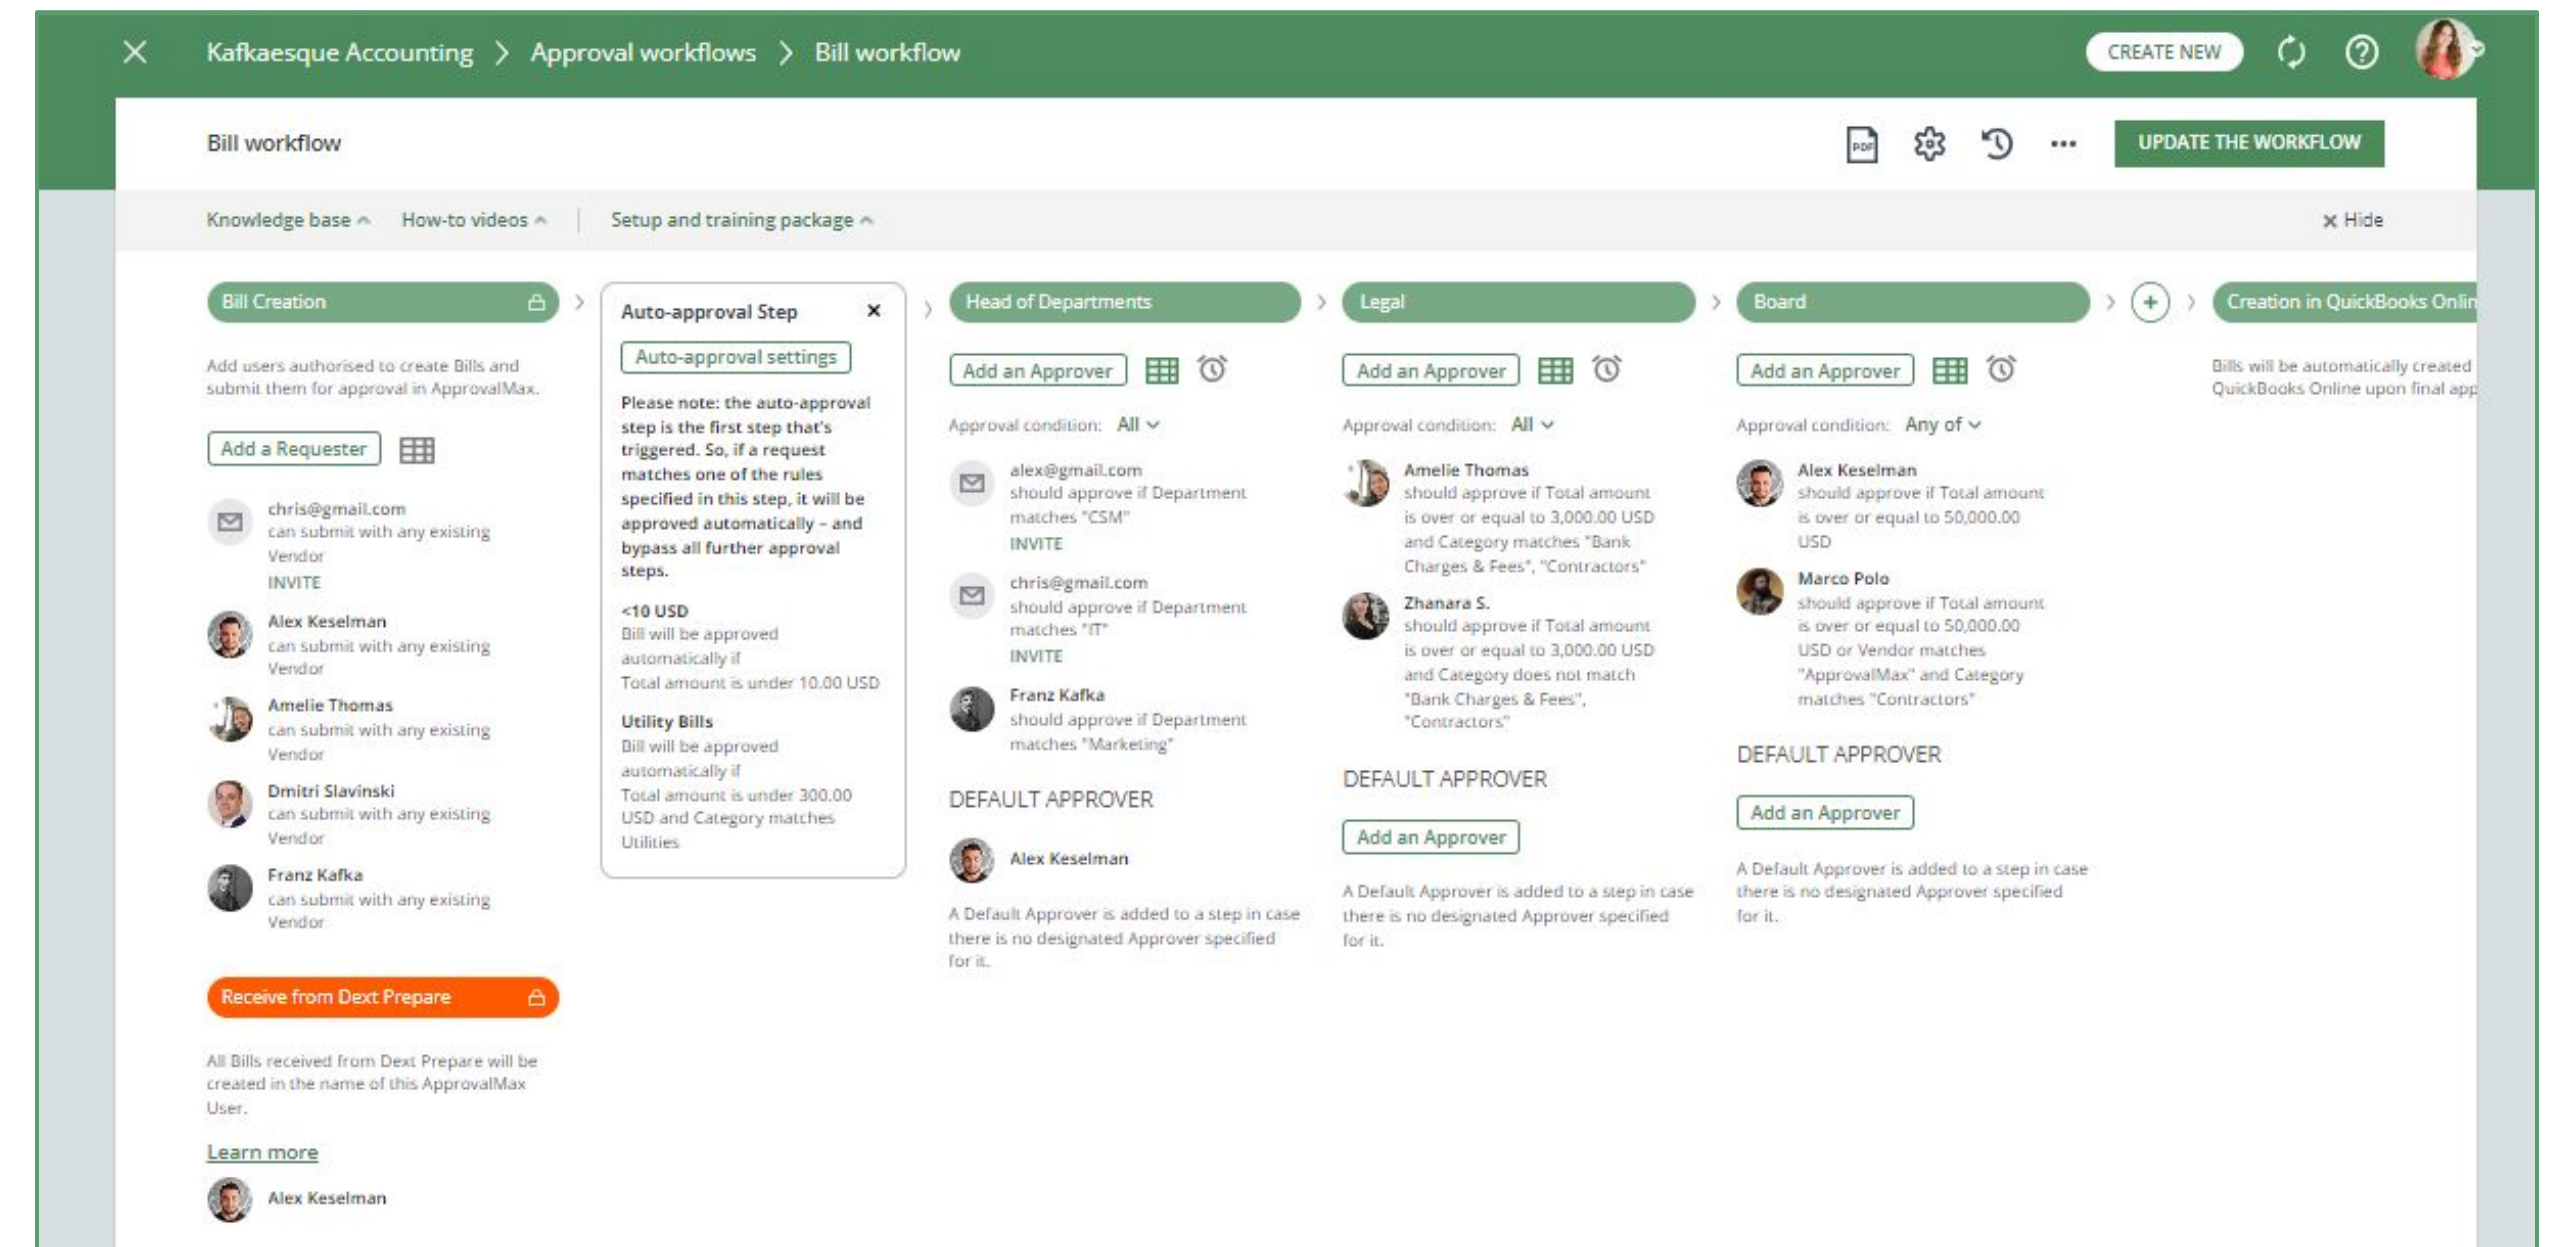 Kafkaesque Accounting > Approval workflows > Bill workflow
CREATE NEW
Bill workflow
PDF
UPDATE THE WORKFLOW
Knowledge base
How-to videos
Setup and training package
Hide
Bill Creation
Add users authorised to create Bills and
submit them for approval in ApprovalMax.
Add a Requester
chris@gmail.com
can submit with any existing
Vendor
INVITE
Alex Keselman
can submit with any existing
Vendor
Amelie Thomas
can submit with any existing
Vendor
Dmitri Slavinski
can submit with any existing
Vendor
Franz Kafka
can submit with any existing
Vendor
Receive from Dext Prepare
All Bills received from Dext Prepare will be
created in the name of this ApprovalMax
User.
Learn more
Alex Keselman
Auto-approval Step
Auto-approval settings
Please note: the auto-approval
step is the first step that's
triggered. So, if a request
matches one of the rules
specified in this step, it will be
approved automatically – and
bypass all further approval
steps.
<10 USD
Bill will be approved
automatically if
Total amount is under 10.00 USD
Utility Bills
Bill will be approved
automatically if
Total amount is under 300.00
USD and Category matches
Utilities
Head of Departments
Add an Approver
Approval condition: All
alex@gmail.com
should approve if Department
matches "CSM"
INVITE
chris@gmail.com
should approve if Department
matches "IT"
INVITE
Franz Kafka
should approve if Department
matches "Marketing"
DEFAULT APPROVER
Alex Keselman
A Default Approver is added to a step in case
there is no designated Approver specified
for it.
Legal
Add an Approver
Approval condition: All
Amelie Thomas
should approve if Total amount
is over or equal to 3,000.00 USD
and Category matches "Bank
Charges & Fees", "Contractors"
Zhanara S.
should approve if Total amount
is over or equal to 3,000.00 USD
and Category does not match
"Bank Charges & Fees",
"Contractors"
DEFAULT APPROVER
Add an Approver
A Default Approver is added to a step in case
there is no designated Approver specified
for it.
Board
Add an Approver
Approval condition: Any of
Alex Keselman
should approve if Total amount
is over or equal to 50,000.00
USD
Marco Polo
should approve if Total amount
is over or equal to 50,000.00
USD or Vendor matches
"ApprovalMax" and Category
matches "Contractors"
DEFAULT APPROVER
Add an Approver
A Default Approver is added to a step in case
there is no designated Approver specified
for it.
Creation in QuickBooks Onlin
Bills will be automatically created
QuickBooks Online upon final app